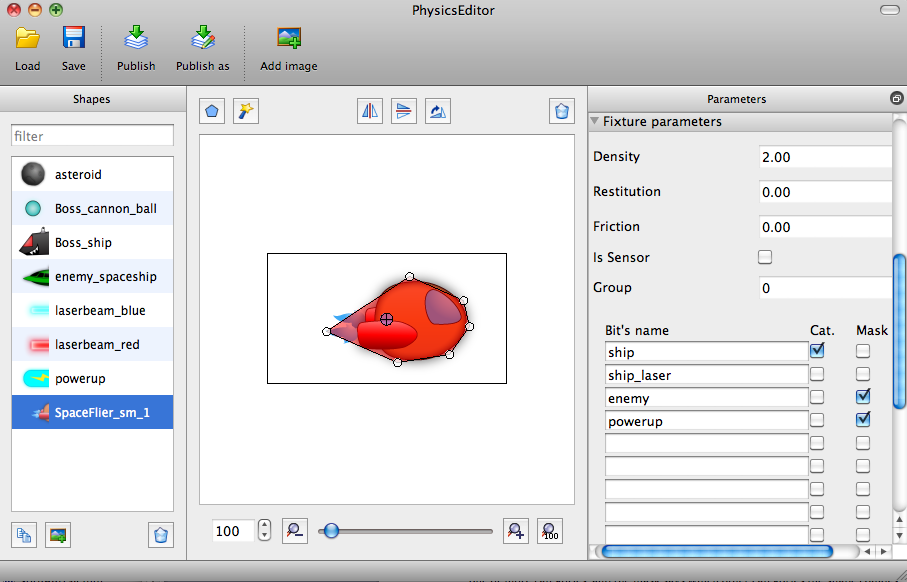 PhysicsEditor
Load Save Publish Publish as Add image
Shapes
filter
asteroid
Boss_cannon_ball
Boss_ship
enemy_spaceship
laserbeam_blue
laserbeam_red
powerup
SpaceFlier_sm_1
100
100
Parameters
Fixture parameters
Density 2.00
Restitution 0.00
Friction 0.00
Is Sensor
Group 0
Bit's name Cat. Mask
ship
ship_laser
enemy
powerup